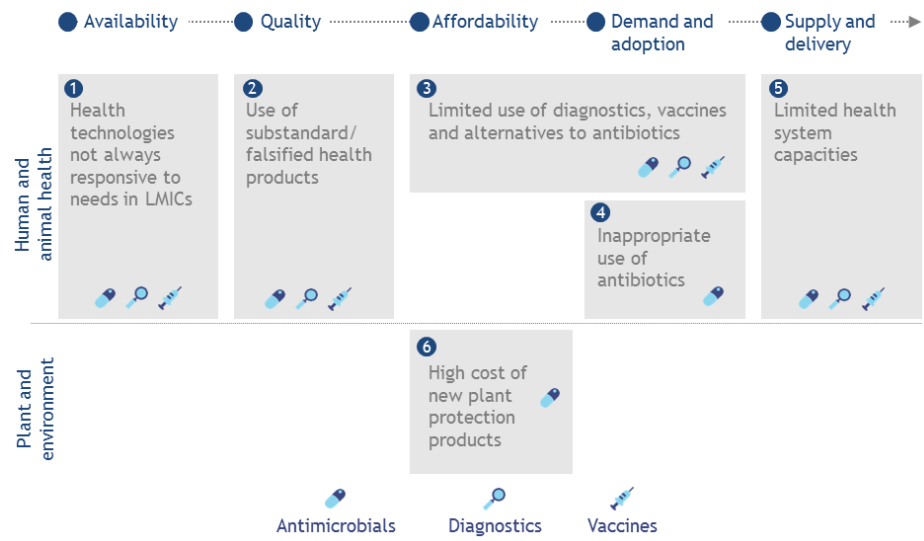 Availability
Quality
Affordability
Demand and
adoption
Supply and
delivery
Human and
animal health
1
Health
technologies
not always
responsive to
needs in LMICs
2
Use of
substandard/
falsified health
products
3
Limited use of diagnostics, vaccines
and alternatives to antibiotics
4
Inappropriate
use of
antibiotics
5
Limited health
system
capacities
Plant and
environment
6
High cost of
new plant
protection
products
Antimicrobials
Diagnostics
Vaccines